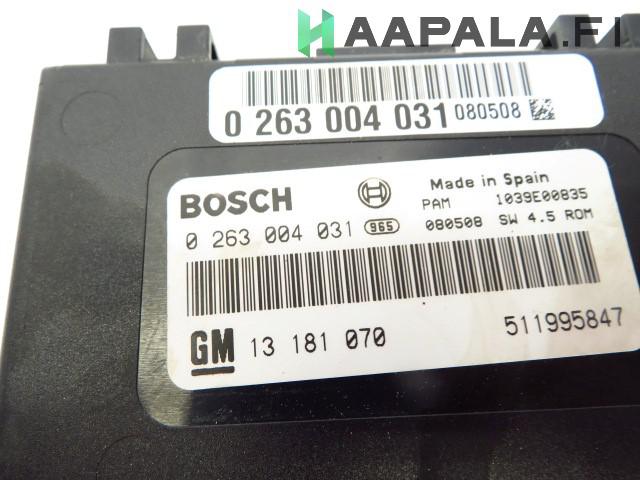 HAAPALA.FI
0 263 004 031 080508
BOSCH
Made in Spain
PAM 1039E00835
0 263 004 031 965 080508 SW 4.5 ROM
GM 13 181 070 511995847